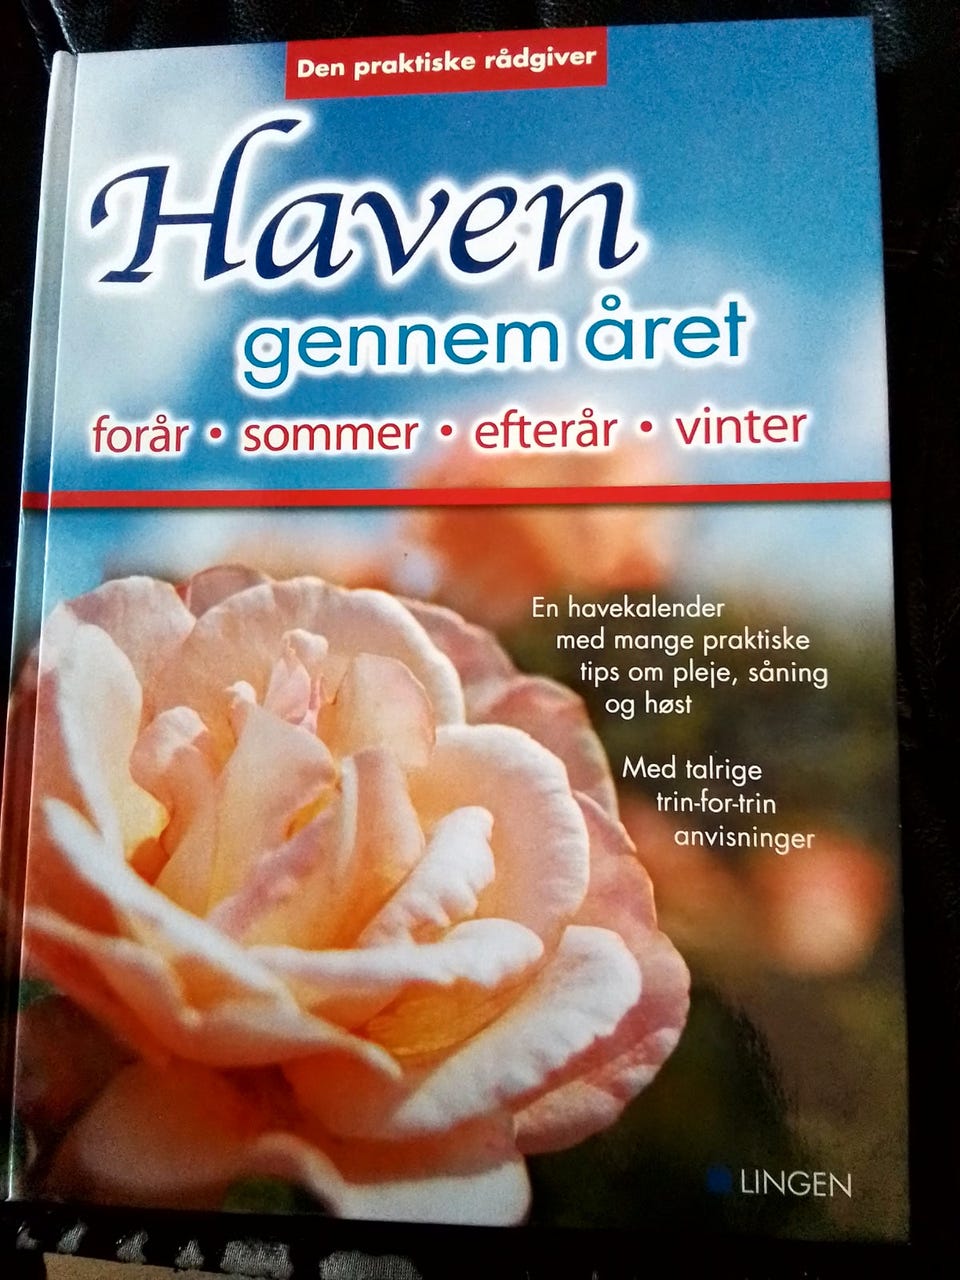 Den praktiske rådgiver
Haven
gennem året
forår • sommer • efterår • vinter
En havekalender
med mange praktiske
tips om pleje, såning
og høst
Med talrige
trin-for-trin
anvisninger
LINGEN